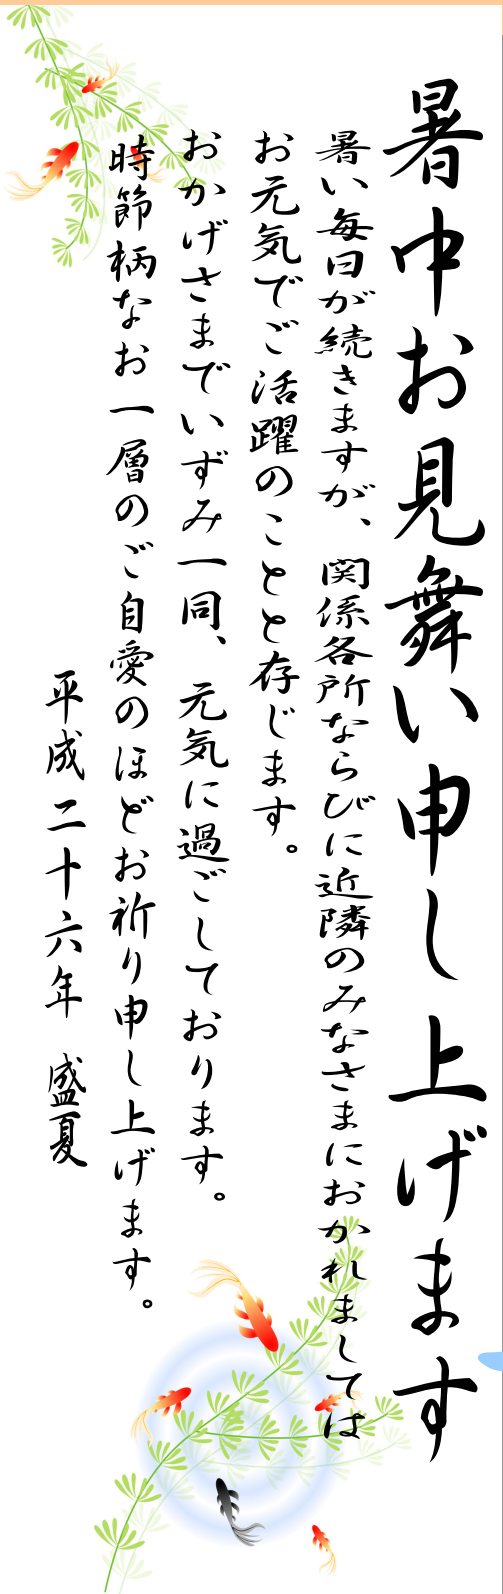 暑中お見舞い申し上げます
暑い毎日が続きますが、関係各所ならびに近隣のみなさまにおかれましては
お元気でご活躍のことと存じます。
おかげさまでいずみ一同、元気に過ごしております。
時節柄なお一層のご自愛のほどお祈り申し上げます。
平成二十六年　盛夏